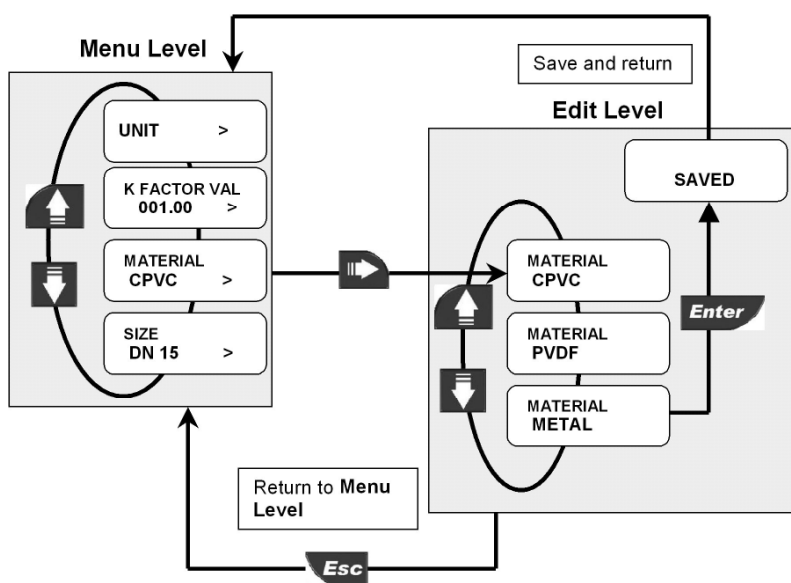 Menu Level
UNIT >
K FACTOR VAL
001.00 >
MATERIAL
CPVC >
SIZE
DN 15 >
Save and return
Edit Level
SAVED
MATERIAL
CPVC
MATERIAL
PVDF
MATERIAL
METAL
Enter
Return to Menu
Level
Esc